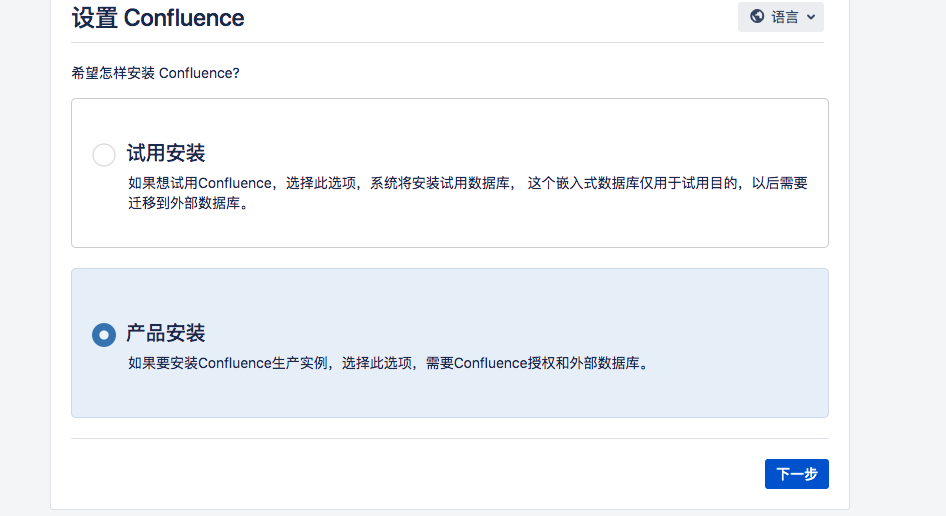 设置 Confluence
语言
希望怎样安装 Confluence?
试用安装
如果想试用Confluence，选择此选项，系统将安装试用数据库， 这个嵌入式数据库仅用于试用目的，以后需要
迁移到外部数据库。
产品安装
如果要安装Confluence生产实例，选择此选项，需要Confluence授权和外部数据库。
下一步